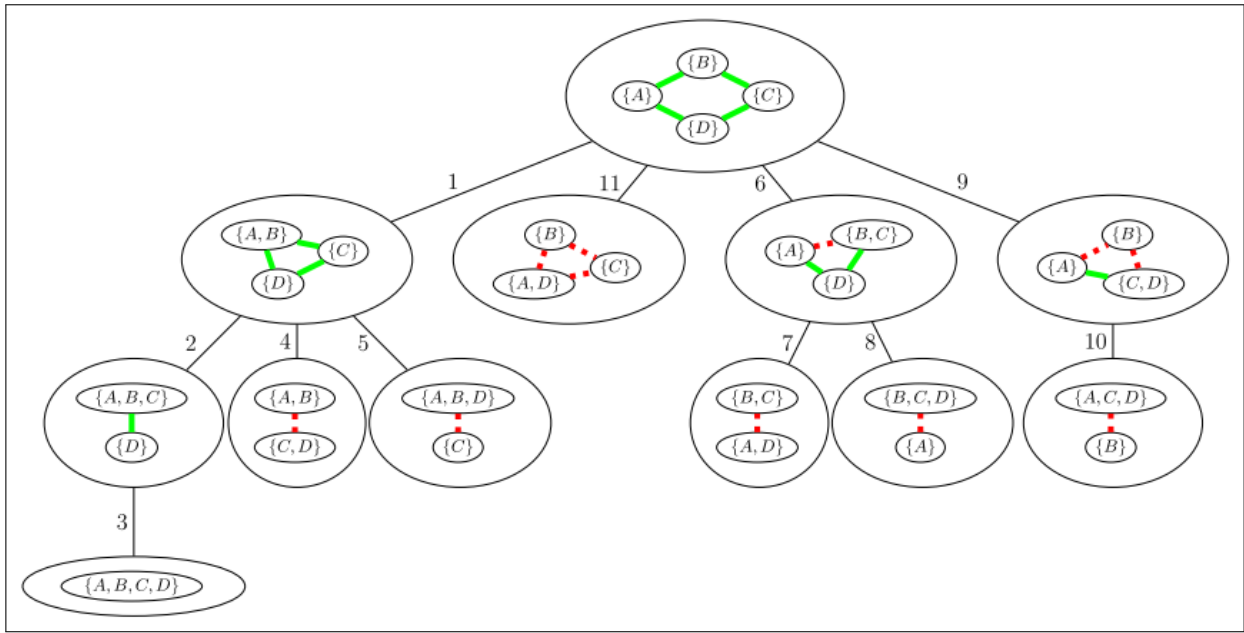 {B}
{A} {C}
{D}
1 11 6 9
{A, B} {B} {B, C} {B}
{C} {A}
{C} {A}
{D} {A, D} {D} {C, D}
2 4 5 7 8 10
{A, B, C} {A, B} {A, B, D} {B, C} {B, C, D} {A, C, D}
{D} {C, D} {C} {A, D} {A} {B}
3
{A, B, C, D}